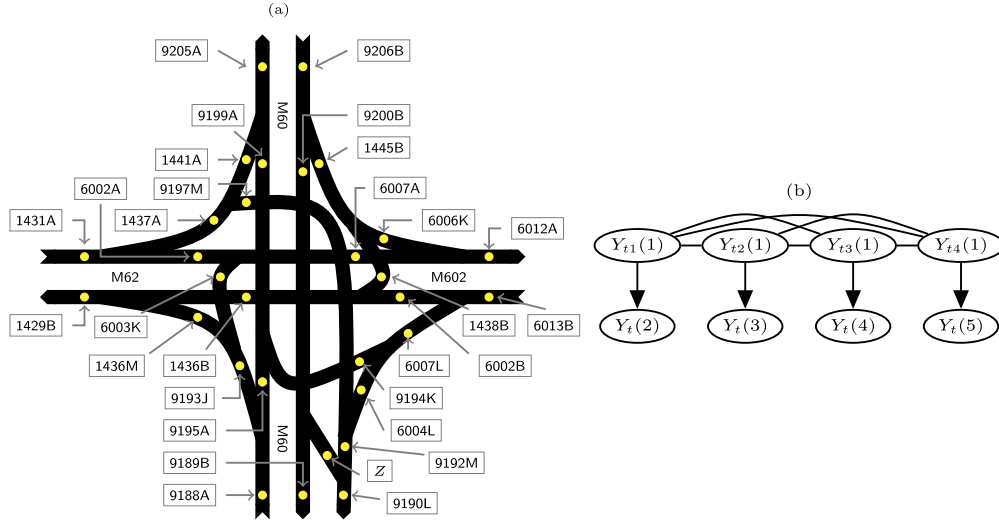 (a)
9205A
9206B
M60
9199A
9200B
1441A
1445B
6002A
9197M
6007A
1431A
1437A
6006K
6012A
M62
M602
1429B
6003K
1438B
6013B
1436M
1436B
6007L
6002B
9193J
9194K
9195A
6004L
M60
9189B
Z
9192M
9188A
9190L
(b)
Yt1(1) Yt2(1) Yt3(1) Yt4(1)
Yt(2) Yt(3) Yt(4) Yt(5)